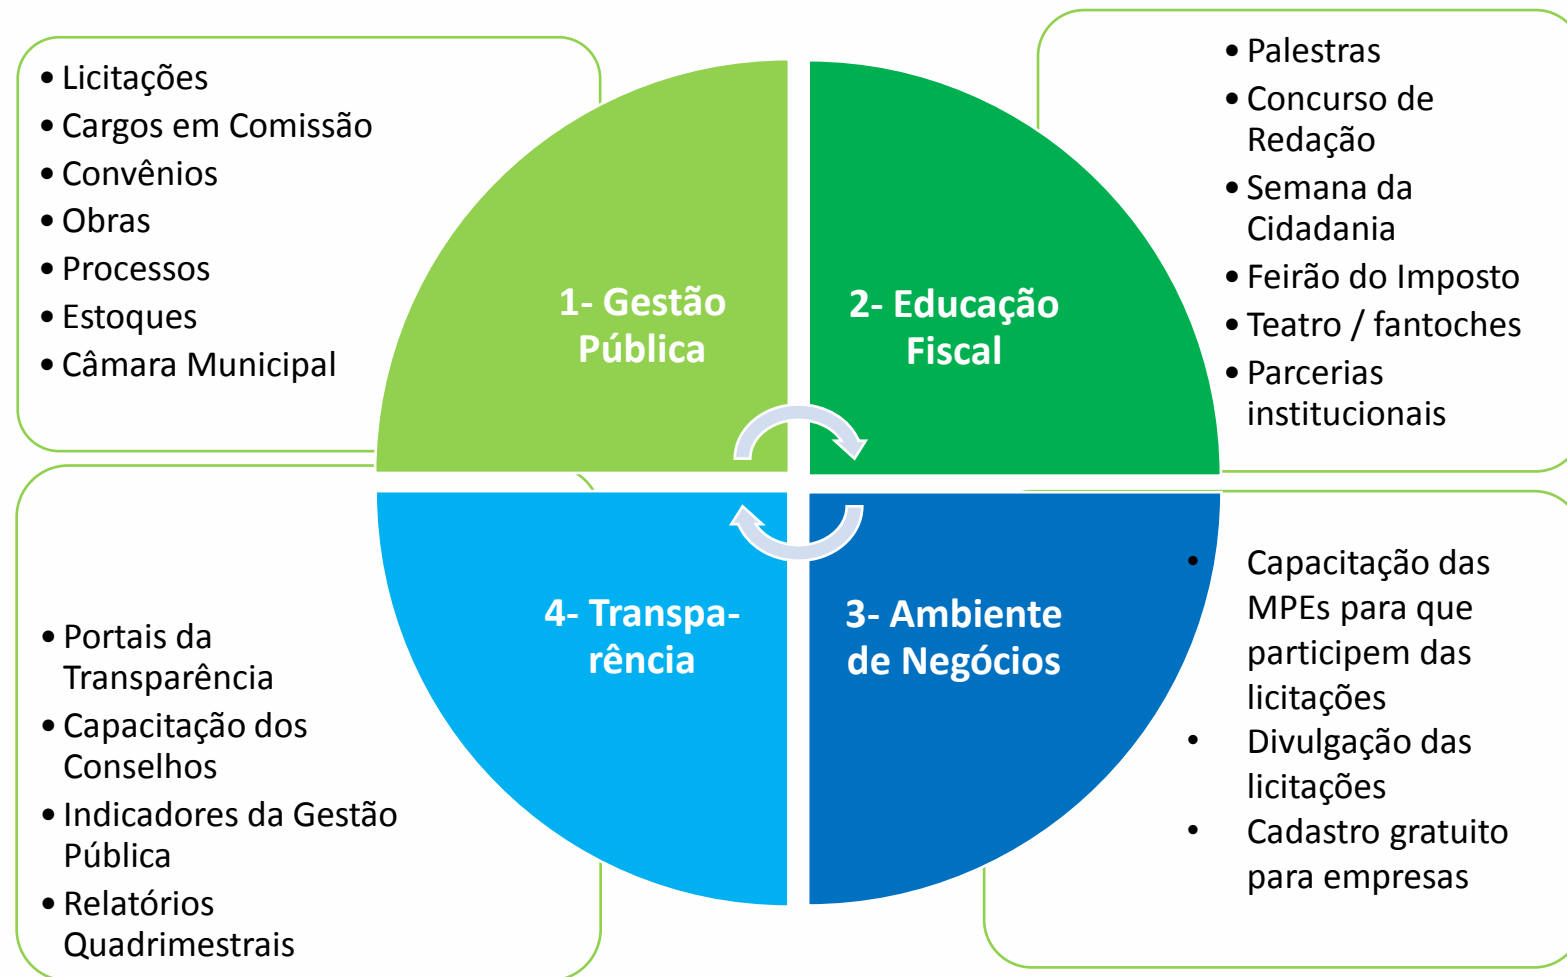 • Licitações
• Cargos em Comissão
• Convênios
• Obras
• Processos
• Estoques
• Câmara Municipal
1- Gestão
Pública
2- Educação
Fiscal
• Palestras
• Concurso de
Redação
• Semana da
Cidadania
• Feirão do Imposto
• Teatro / fantoches
• Parcerias
institucionais
• Portais da
Transparência
• Capacitação dos
Conselhos
• Indicadores da Gestão
Pública
• Relatórios
Quadrimestrais
4- Transpa-
rência
3- Ambiente
de Negócios
• Capacitação das
MPEs para que
participem das
licitações
• Divulgação das
licitações
• Cadastro gratuito
para empresas